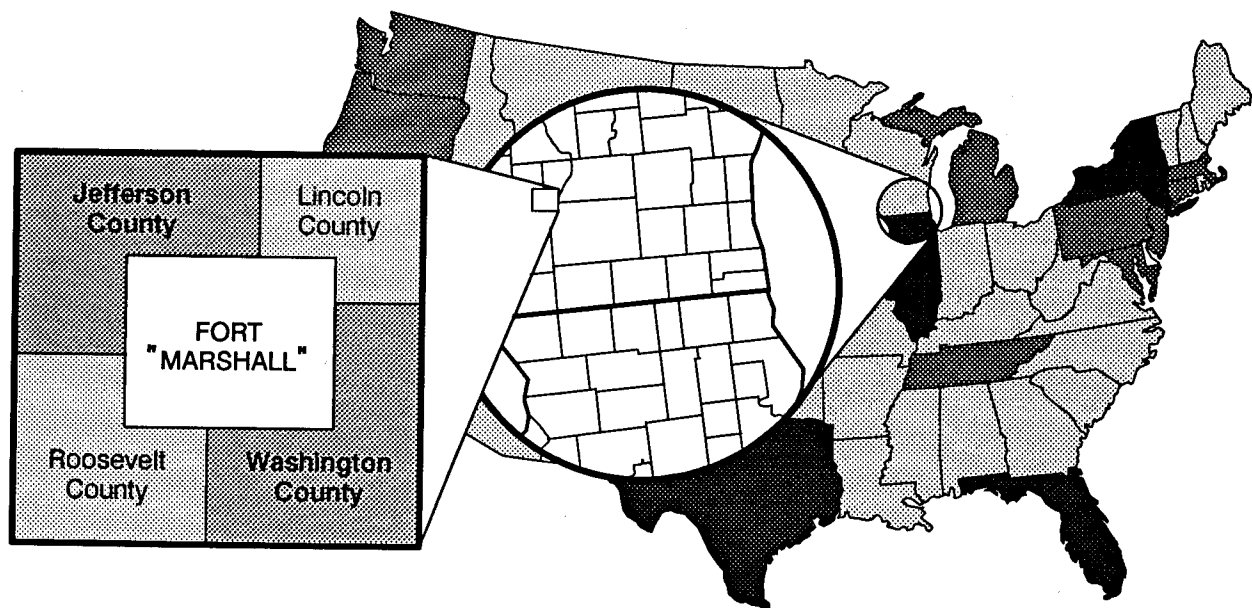 Jefferson
County
Lincoln
County
FORT
"MARSHALL"
Roosevelt
County
Washington
County